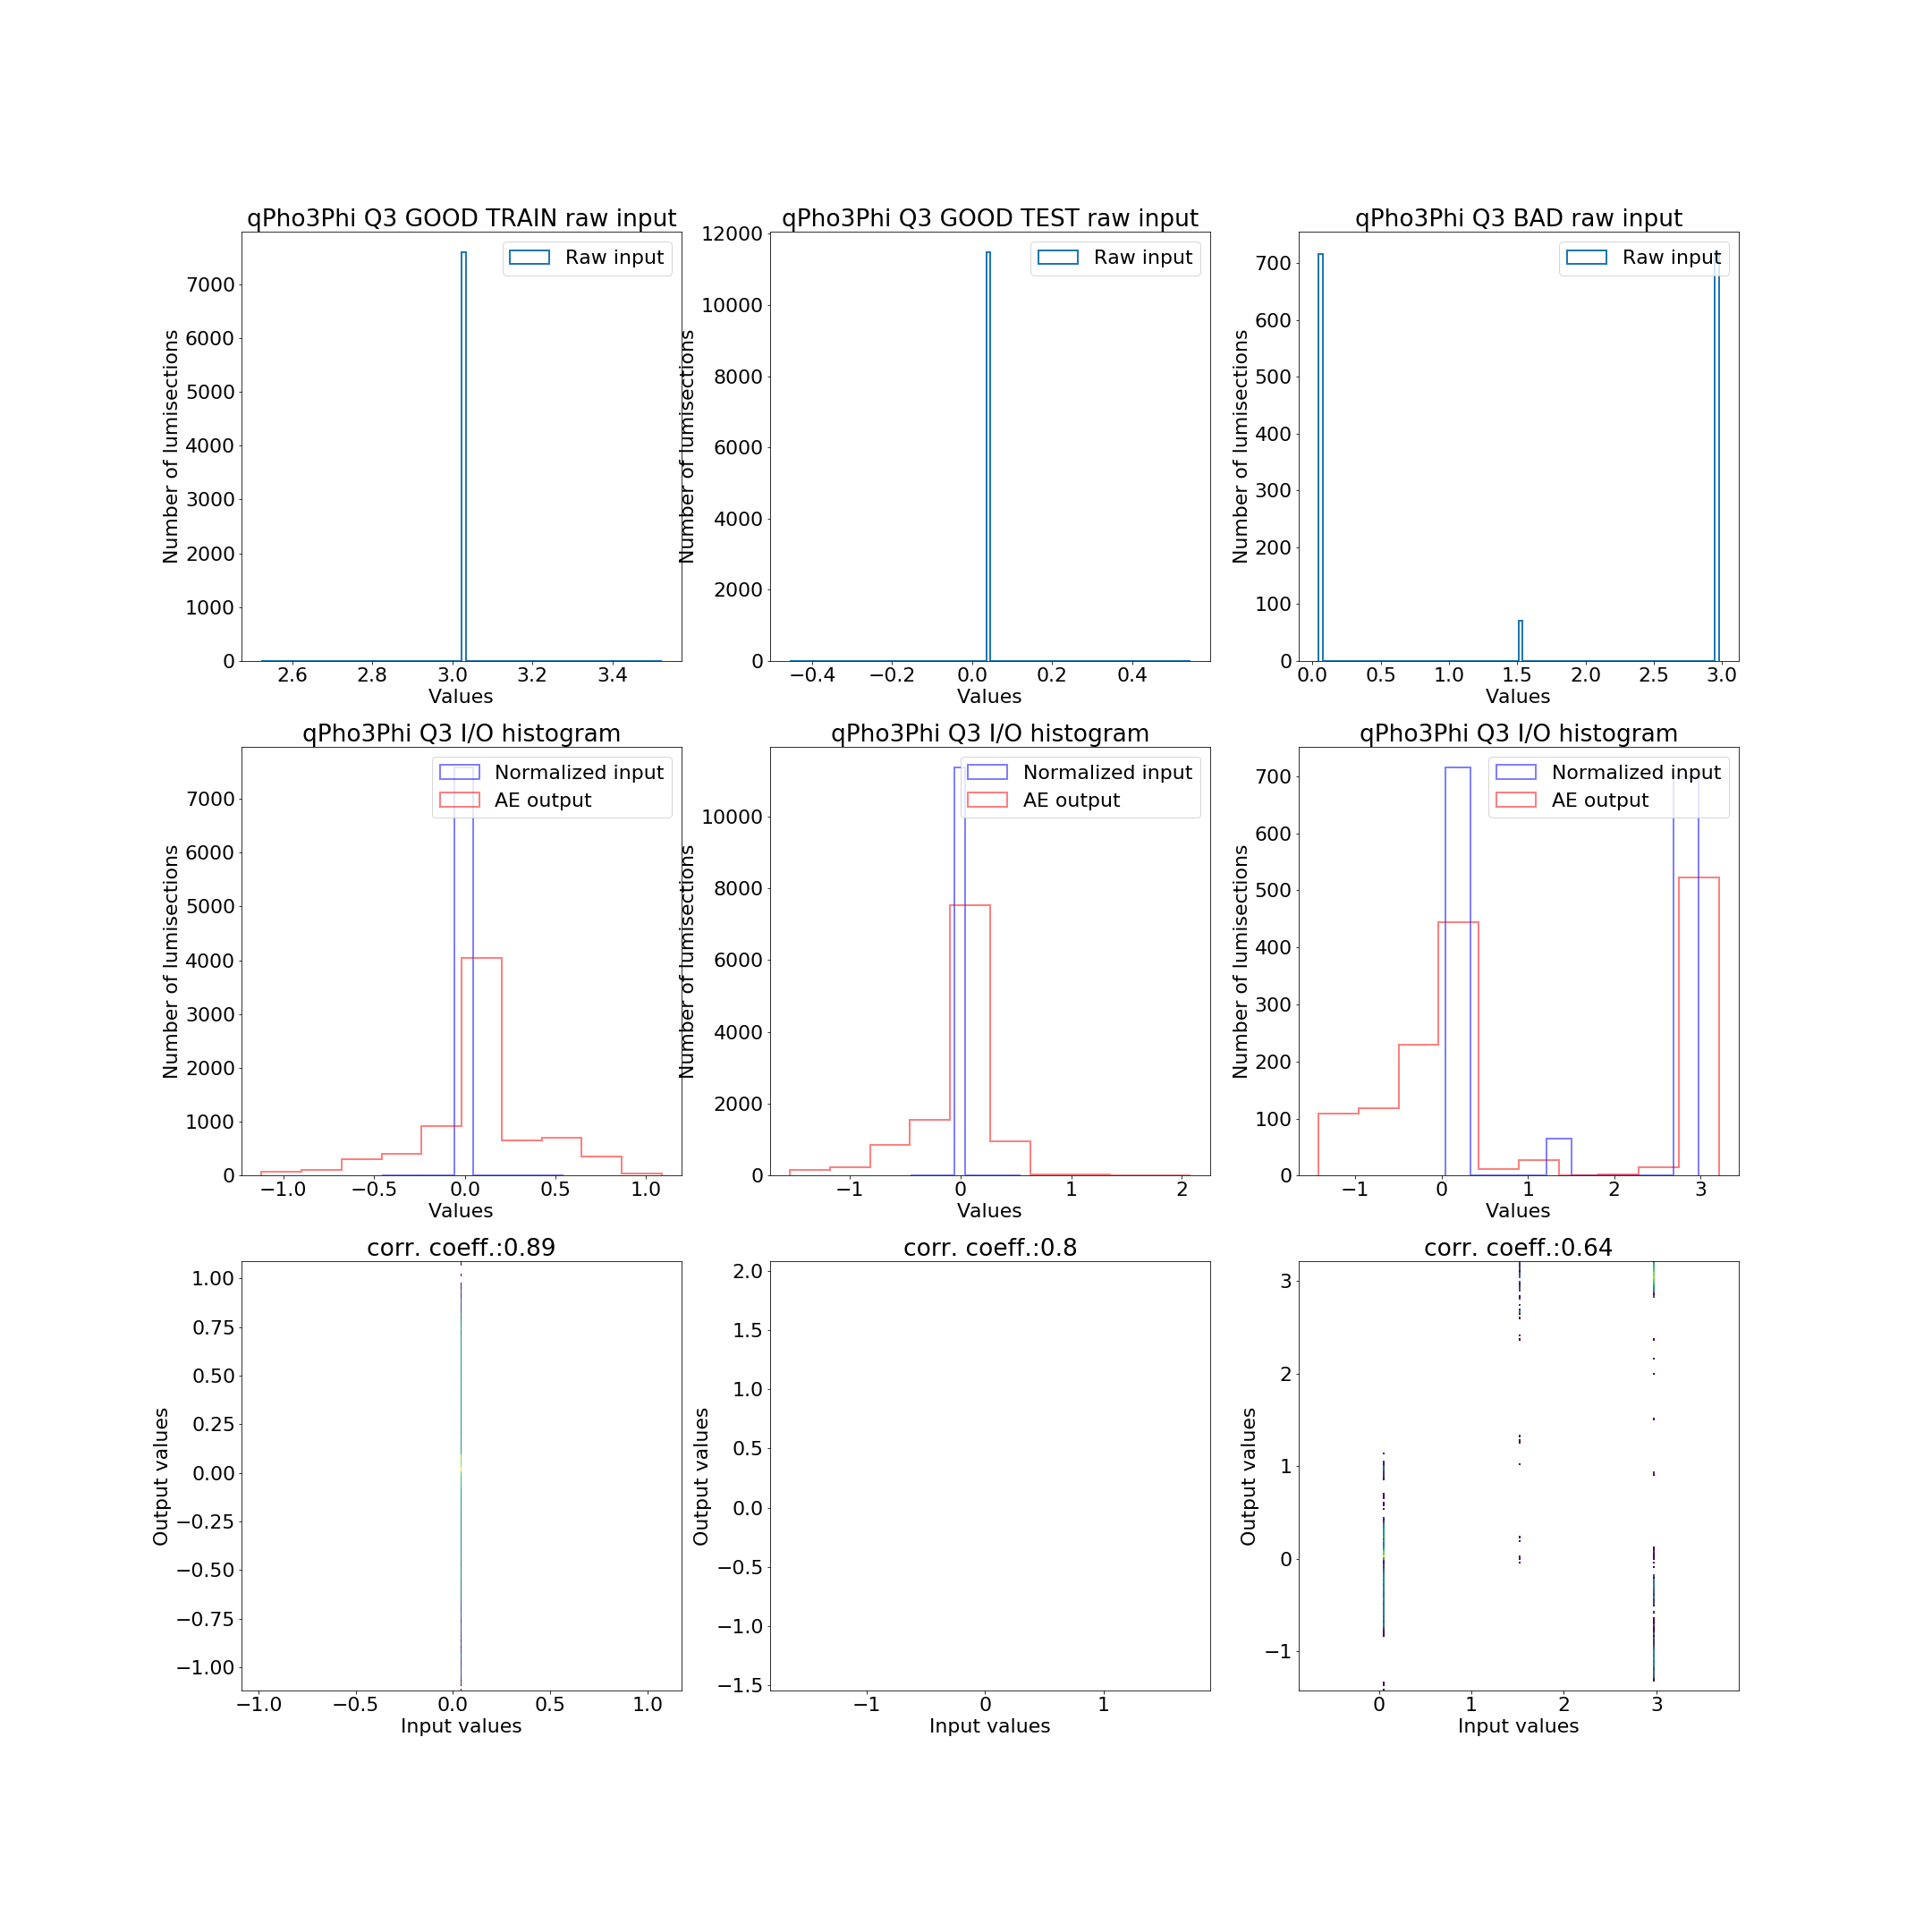 qPho3Phi Q3 GOOD TRAIN raw input
Raw input
7000
6000
5000
4000
3000
2000
1000
0
Number of lumisections
2.6 2.8 3.0 3.2 3.4
Values
qPho3Phi Q3 GOOD TEST raw input
Raw input
12000
10000
8000
6000
4000
2000
0
Number of lumisections
−0.4 −0.2 0.0 0.2 0.4
Values
qPho3Phi Q3 BAD raw input
Raw input
700
600
500
400
300
200
100
0
Number of lumisections
0.0 0.5 1.0 1.5 2.0 2.5 3.0
Values
qPho3Phi Q3 I/O histogram
Normalized input
AE output
7000
6000
5000
4000
3000
2000
1000
0
Number of lumisections
−1.0 −0.5 0.0 0.5 1.0
Values
qPho3Phi Q3 I/O histogram
Normalized input
AE output
10000
8000
6000
4000
2000
0
Number of lumisections
−1 0 1 2
Values
qPho3Phi Q3 I/O histogram
Normalized input
AE output
700
600
500
400
300
200
100
0
Number of lumisections
−1 0 1 2 3
Values
corr. coeff.:0.89
1.00
0.75
0.50
0.25
0.00
−0.25
−0.50
−0.75
−1.00
Output values
−1.0 −0.5 0.0 0.5 1.0
Input values
corr. coeff.:0.8
2.0
1.5
1.0
0.5
0.0
−0.5
−1.0
−1.5
Output values
−1 0 1
Input values
corr. coeff.:0.64
3
2
1
0
−1
Output values
0 1 2 3
Input values